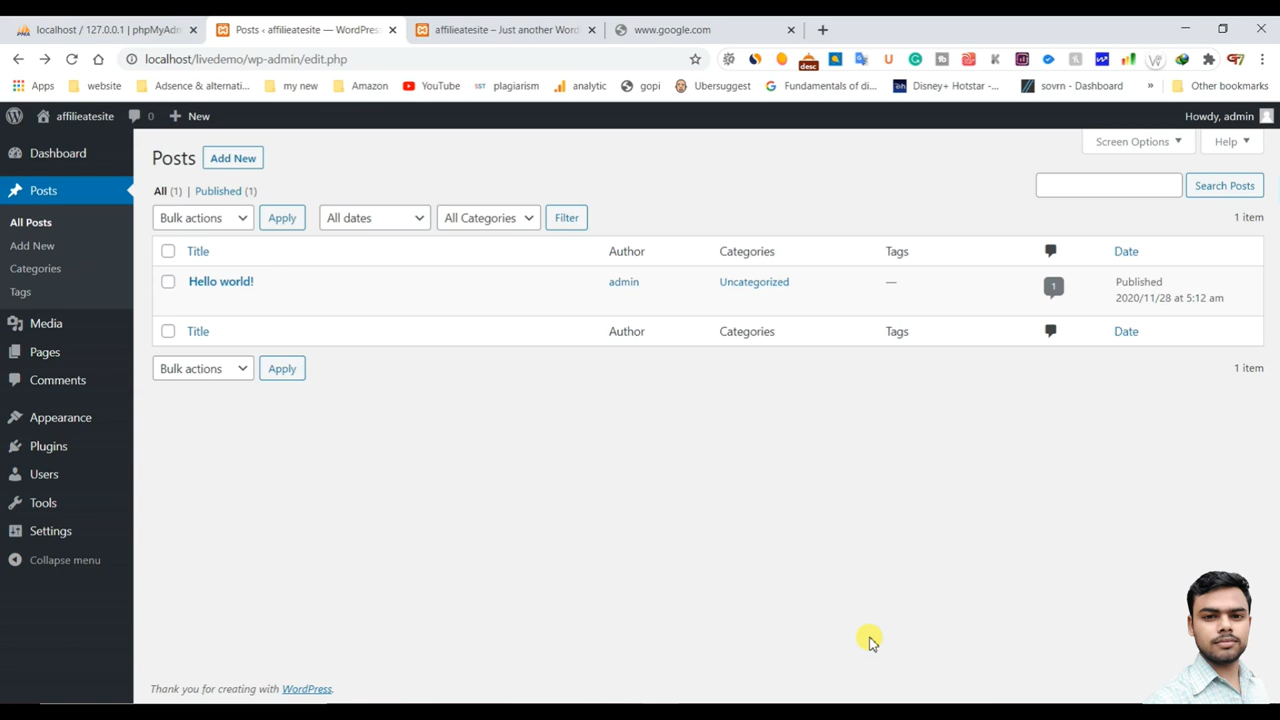 localhost / 127.0.0.1 | phpMyAdn
Posts ‹ affilieatesite — WordPress
affilieatesite – Just another Word
www.google.com
localhost/livedemo/wp-admin/edit.php
desc
Apps
website
Adsence & alternati...
my new
Amazon
YouTube
plagiarism
analytic
gopi
Ubersuggest
Fundamentals of di...
Disney+ Hotstar -...
sovrn - Dashboard
»
Other bookmarks
affilieatesite
0
New
Howdy, admin
Dashboard
Posts
All Posts
Add New
Categories
Tags
Media
Pages
Comments
Appearance
Plugins
Users
Tools
Settings
Collapse menu
Screen Options
Help
Posts
Add New
All (1) | Published (1)
Search Posts
Bulk actions
Apply
All dates
All Categories
Filter
1 item
Title Author Categories Tags Date
Hello world! admin Uncategorized — 1 Published
2020/11/28 at 5:12 am
Title Author Categories Tags Date
Bulk actions
Apply
1 item
Thank you for creating with WordPress.